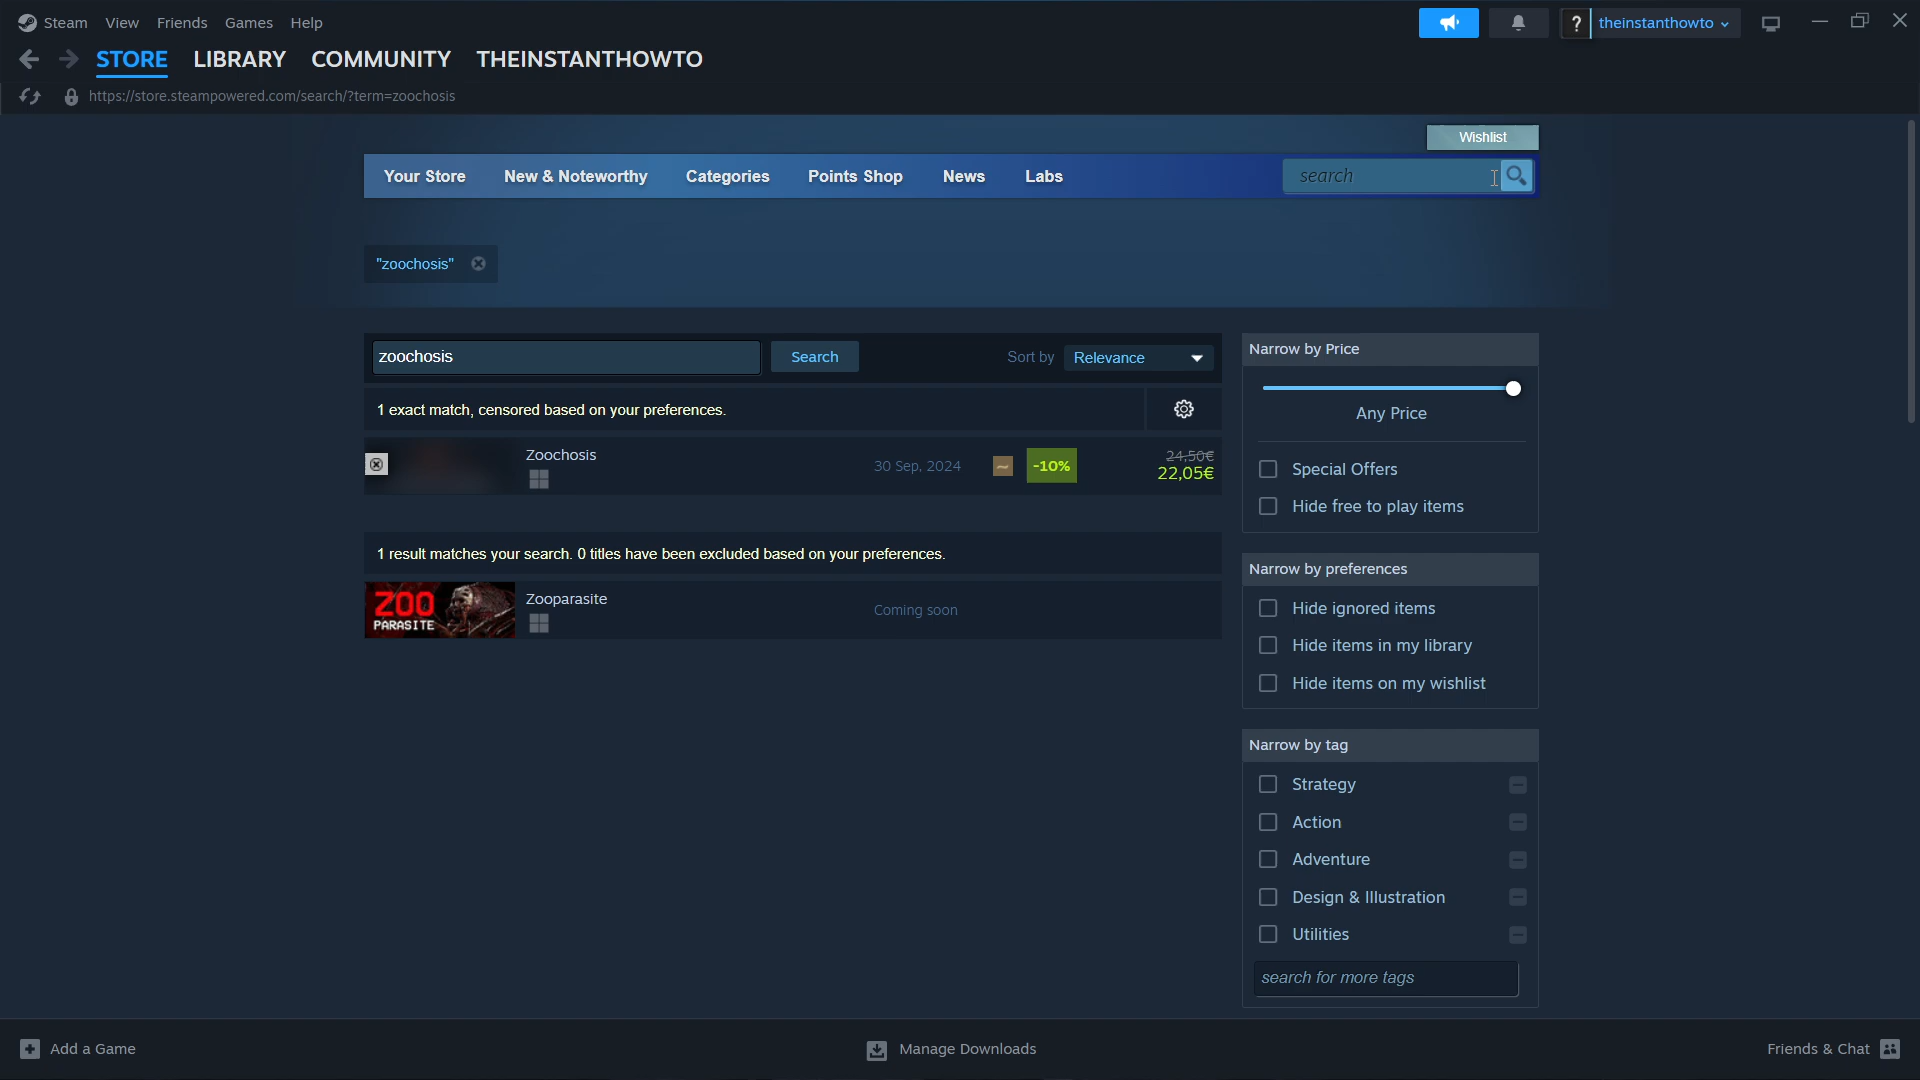 Steam View Friends Games Help
? theinstanthowto
STORE LIBRARY COMMUNITY THEINSTANTHOWTO
https://store.steampowered.com/search/?term=zoochosis
Wishlist
Your Store New & Noteworthy Categories Points Shop News Labs search
"zoochosis"
zoochosis Search Sort by Relevance
1 exact match, censored based on your preferences.
Zoochosis 30 Sep, 2024 -10% 24,50€
22,05€
1 result matches your search. 0 titles have been excluded based on your preferences.
ZOO
PARASITE
Zooparasite Coming soon
Narrow by Price
Any Price
Special Offers
Hide free to play items
Narrow by preferences
Hide ignored items
Hide items in my library
Hide items on my wishlist
Narrow by tag
Strategy
Action
Adventure
Design & Illustration
Utilities
search for more tags
Add a Game Manage Downloads Friends & Chat